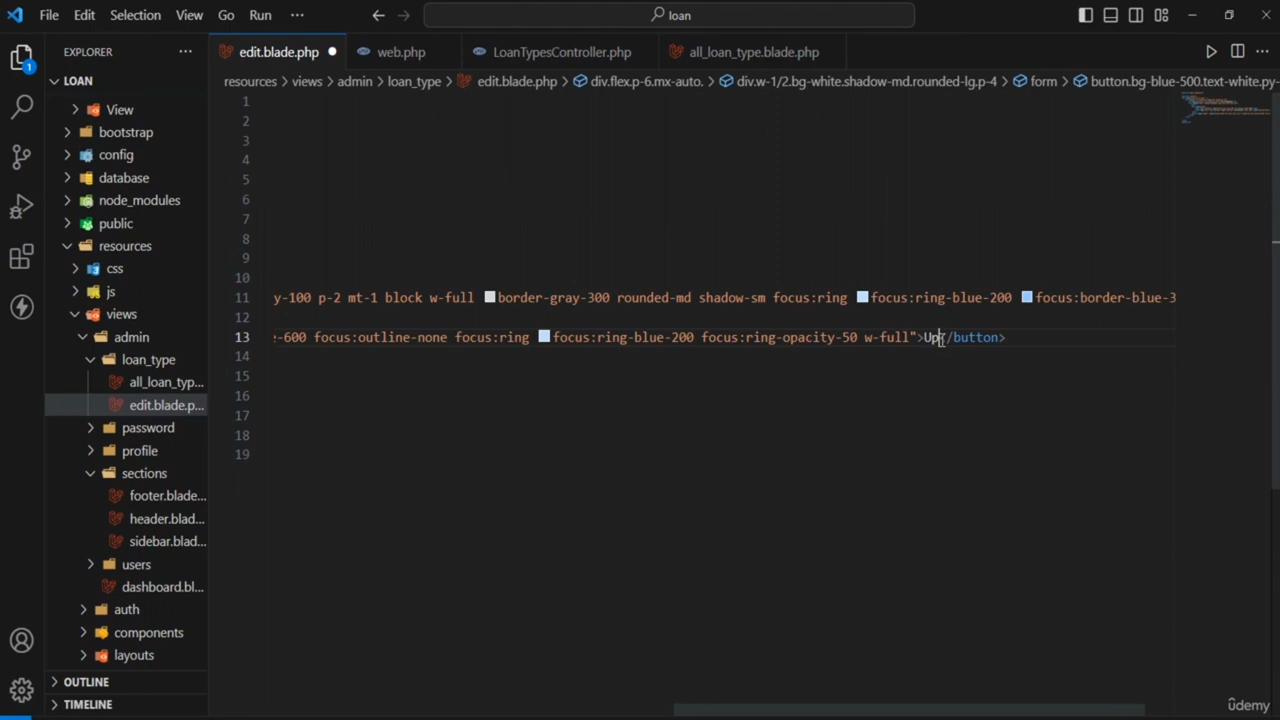 File Edit Selection View Go Run ··· loan
EXPLORER ··· edit.blade.php web.php LoanTypesController.php all_loan_type.blade.php
resources > views > admin > loan_type > edit.blade.php > div.flex.p-6.mx-auto. > div.w-1/2.bg-white.shadow-md.rounded-lg.p-4 > form > button.bg-blue-500.text-white.py-
LOAN
View
bootstrap
config
database
node_modules
public
resources
css
js
views
admin
loan_type
all_loan_typ...
edit.blade.p...
password
profile
sections
footer.blade...
header.blad...
sidebar.blad...
users
dashboard.bl...
auth
components
layouts
OUTLINE
TIMELINE
1
2
3
4
5
6
7
8
9
10
11 y-100 p-2 mt-1 block w-full border-gray-300 rounded-md shadow-sm focus:ring focus:ring-blue-200 focus:border-blue-3
12
13 e-600 focus:outline-none focus:ring focus:ring-blue-200 focus:ring-opacity-50 w-full">Up</button>
14
15
16
17
18
19
1
udemy